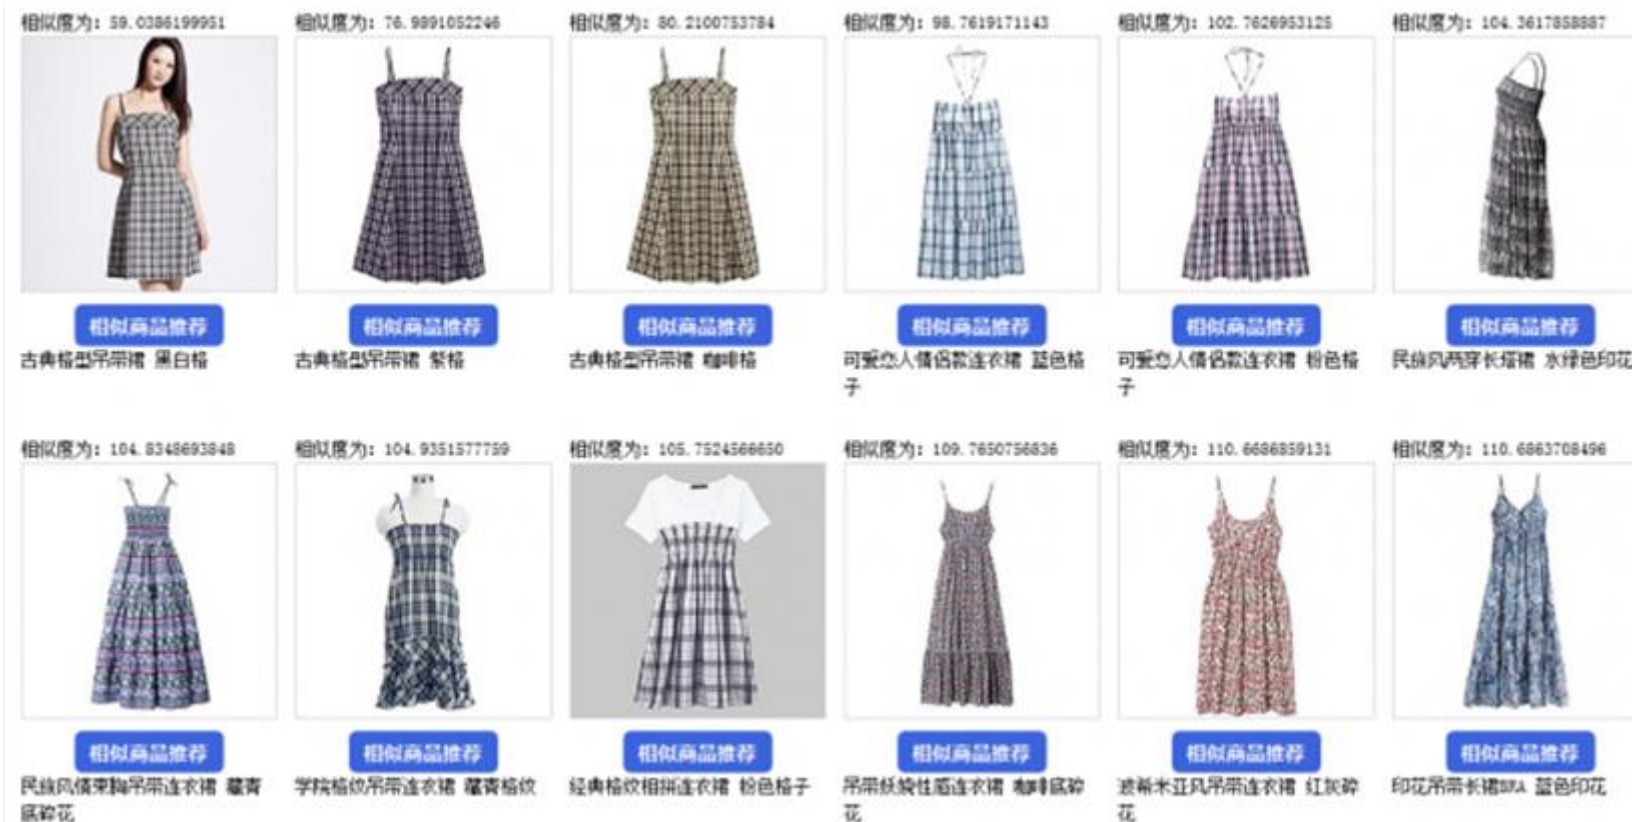 相似度为: 59.0386199951
相似度为: 76.9891052246
相似度为: 80.2100753784
相似度为: 98.7619171143
相似度为: 102.7626953125
相似度为: 104.3617858887
相似商品推荐
相似商品推荐
相似商品推荐
相似商品推荐
相似商品推荐
相似商品推荐
古典格型吊带裙 黑白格
古典格型吊带裙 紫格
古典格型吊带裙 咖啡格
可爱恋人情侣款连衣裙 蓝色格
子
可爱恋人情侣款连衣裙 粉色格
子
民族风两穿长塔裙 水绿色印花
相似度为: 104.8348693848
相似度为: 104.9351577759
相似度为: 105.7524566650
相似度为: 109.7650756836
相似度为: 110.6686859131
相似度为: 110.6863708496
相似商品推荐
相似商品推荐
相似商品推荐
相似商品推荐
相似商品推荐
相似商品推荐
民族风情束胸吊带连衣裙 藏青
底碎花
学院格纹吊带连衣裙 藏青格纹
经典格纹相拼连衣裙 粉色格子
吊带妖娆性感连衣裙 咖啡底碎
花
波希米亚风吊带连衣裙 红灰碎
花
印花吊带长裙BRA 蓝色印花